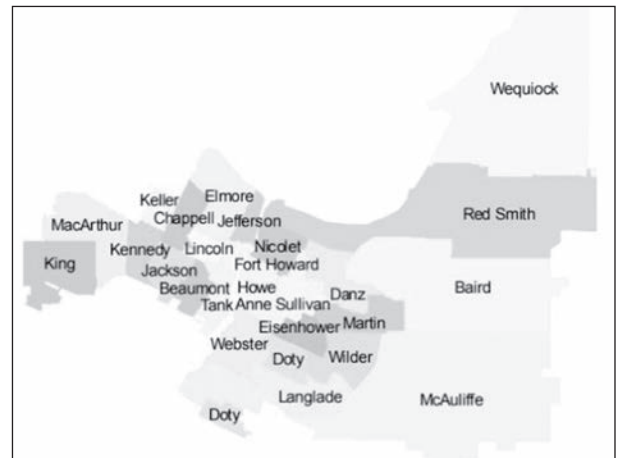 Wequiock
Keller Elmore
Chappell Jefferson
Red Smith
MacArthur
Kennedy Lincoln Nicolet
King Jackson Fort Howard
Beaumont Howe Danz Baird
Tank Anne Sullivan
Eisenhower Martin
Webster
Doty Wilder
Langlade McAuliffe
Doty